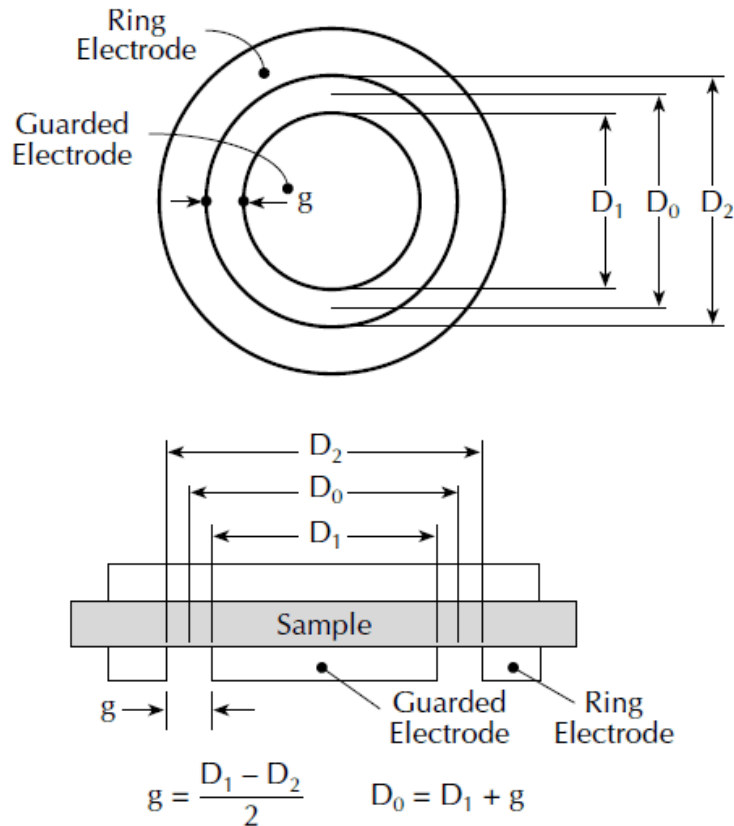 Ring
Electrode
Guarded
Electrode
g
D₁ D₀ D₂
D₂
D₀
D₁
Sample
g
Guarded
Electrode
Ring
Electrode
g = (D₁ – D₂)/2 D₀ = D₁ + g